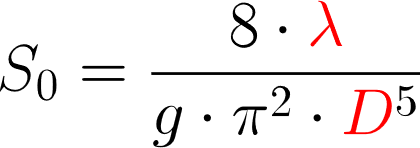 S₀ = 8 · λ / g · π² · D⁵